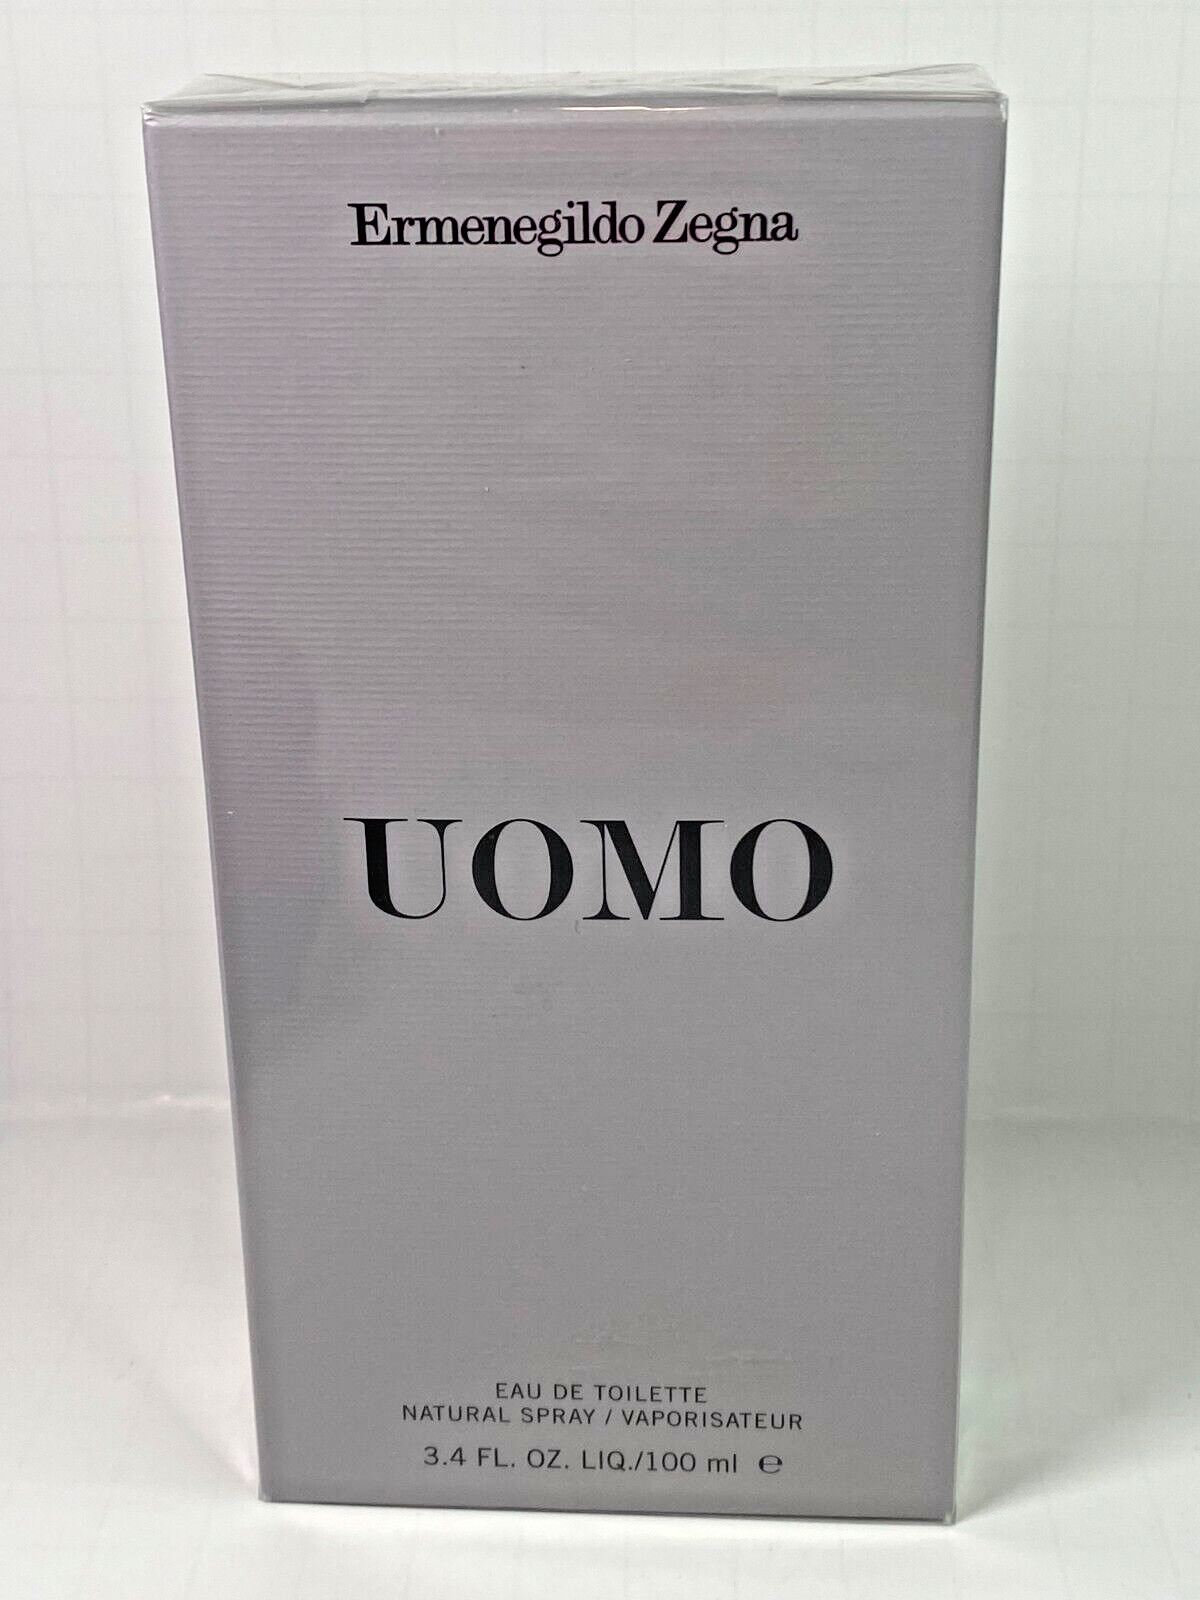 Ermenegildo Zegna
UOMO
EAU DE TOILETTE
NATURAL SPRAY / VAPORISATEUR
3.4 FL. OZ. LIQ./100 ml ℮